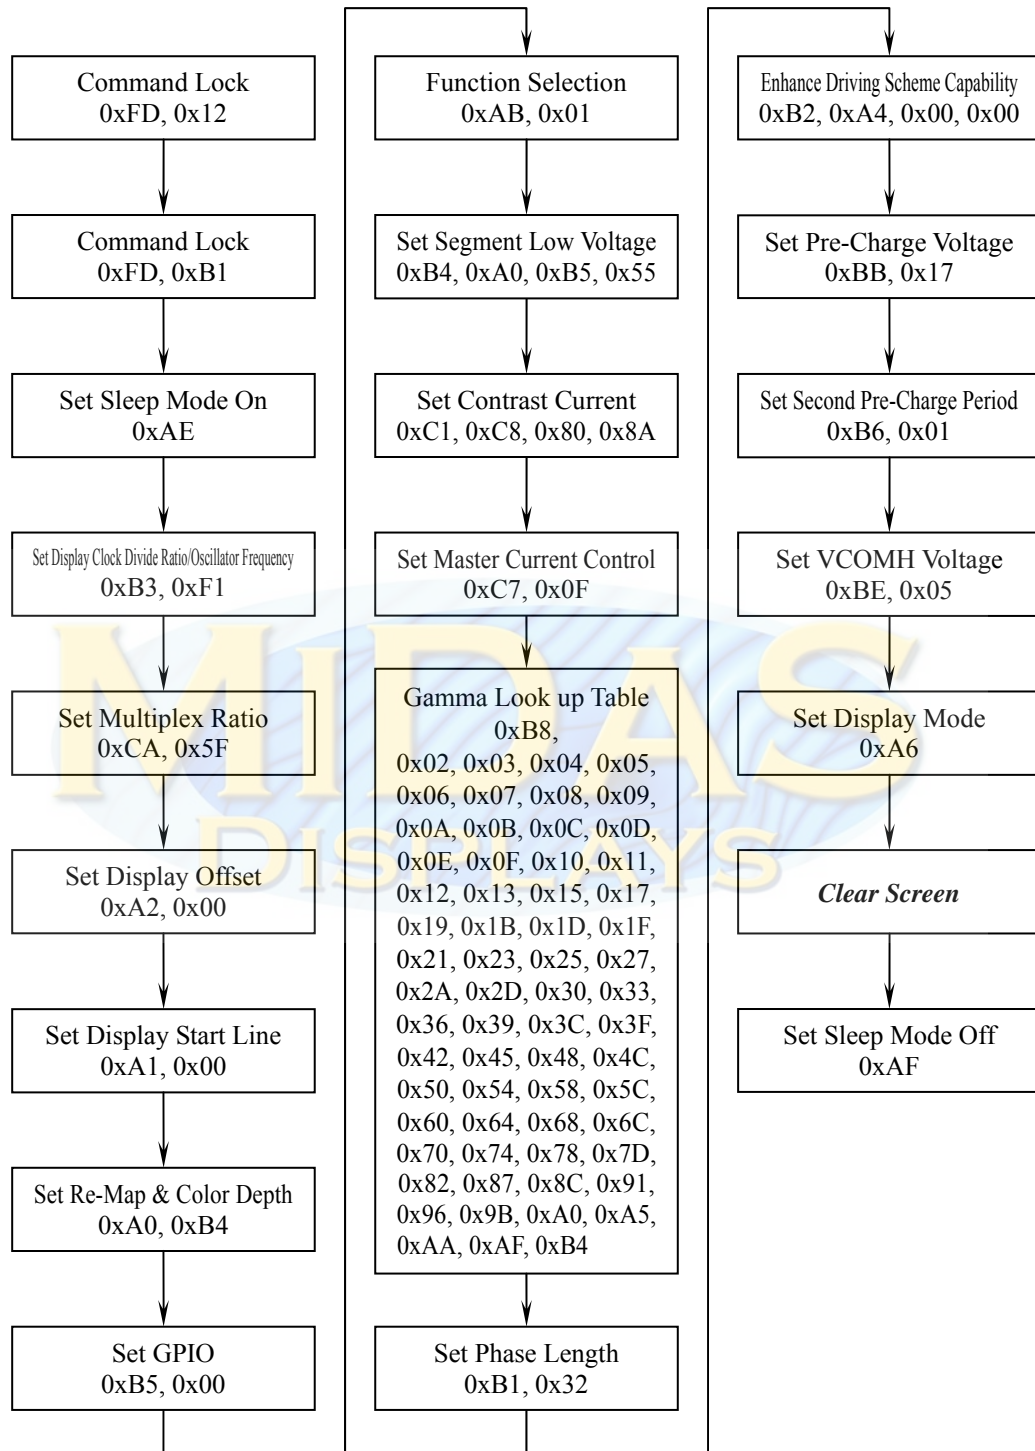 Command Lock
0xFD, 0x12
Command Lock
0xFD, 0xB1
Set Sleep Mode On
0xAE
Set Display Clock Divide Ratio/Oscillator Frequency
0xB3, 0xF1
Set Multiplex Ratio
0xCA, 0x5F
Set Display Offset
0xA2, 0x00
Set Display Start Line
0xA1, 0x00
Set Re-Map & Color Depth
0xA0, 0xB4
Set GPIO
0xB5, 0x00
Function Selection
0xAB, 0x01
Set Segment Low Voltage
0xB4, 0xA0, 0xB5, 0x55
Set Contrast Current
0xC1, 0xC8, 0x80, 0x8A
Set Master Current Control
0xC7, 0x0F
Gamma Look up Table
0xB8,
0x02, 0x03, 0x04, 0x05,
0x06, 0x07, 0x08, 0x09,
0x0A, 0x0B, 0x0C, 0x0D,
0x0E, 0x0F, 0x10, 0x11,
0x12, 0x13, 0x15, 0x17,
0x19, 0x1B, 0x1D, 0x1F,
0x21, 0x23, 0x25, 0x27,
0x2A, 0x2D, 0x30, 0x33,
0x36, 0x39, 0x3C, 0x3F,
0x42, 0x45, 0x48, 0x4C,
0x50, 0x54, 0x58, 0x5C,
0x60, 0x64, 0x68, 0x6C,
0x70, 0x74, 0x78, 0x7D,
0x82, 0x87, 0x8C, 0x91,
0x96, 0x9B, 0xA0, 0xA5,
0xAA, 0xAF, 0xB4
Set Phase Length
0xB1, 0x32
Enhance Driving Scheme Capability
0xB2, 0xA4, 0x00, 0x00
Set Pre-Charge Voltage
0xBB, 0x17
Set Second Pre-Charge Period
0xB6, 0x01
Set VCOMH Voltage
0xBE, 0x05
Set Display Mode
0xA6
Clear Screen
Set Sleep Mode Off
0xAF
MiDAS
DISPLAYS